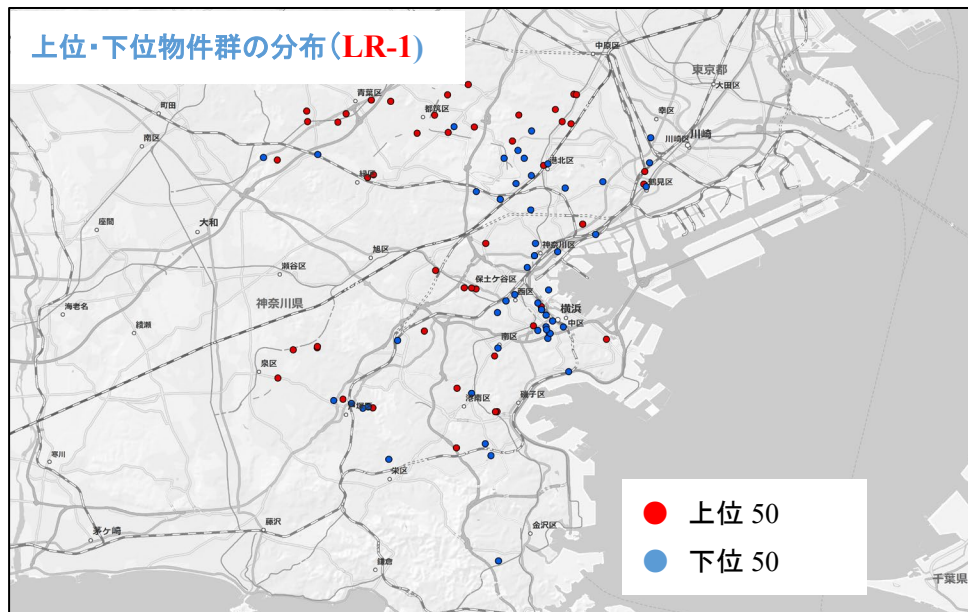 上位・下位物件群の分布(LR-1)
中原区
東京都
大田区
青葉区
町田
都筑区
幸区
川崎区
川崎
南区
港北区
緑区
鶴見区
座間
大和
旭区
神奈川区
瀬谷区
保土ケ谷区
神奈川県
西区
海老名
横浜
中区
綾瀬
南区
泉区
磯子区
港南区
寒川
栄区
上位 50
金沢区
藤沢
茅ヶ崎
下位 50
鎌倉
千葉県